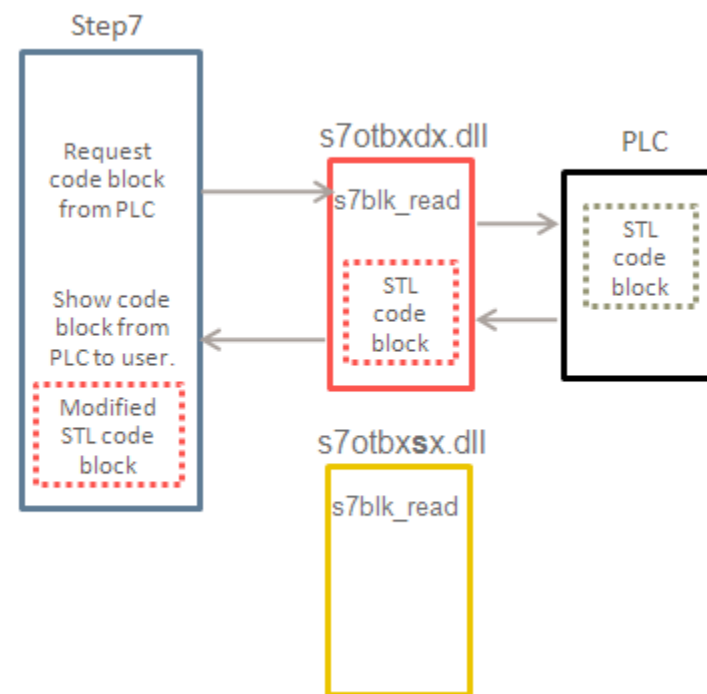 Step7
Request
code block
from PLC
Show code
block from
PLC to user.
Modified
STL code
block
s7otbxdx.dll
s7blk_read
STL
code
block
PLC
STL
code
block
s7otbxsx.dll
s7blk_read